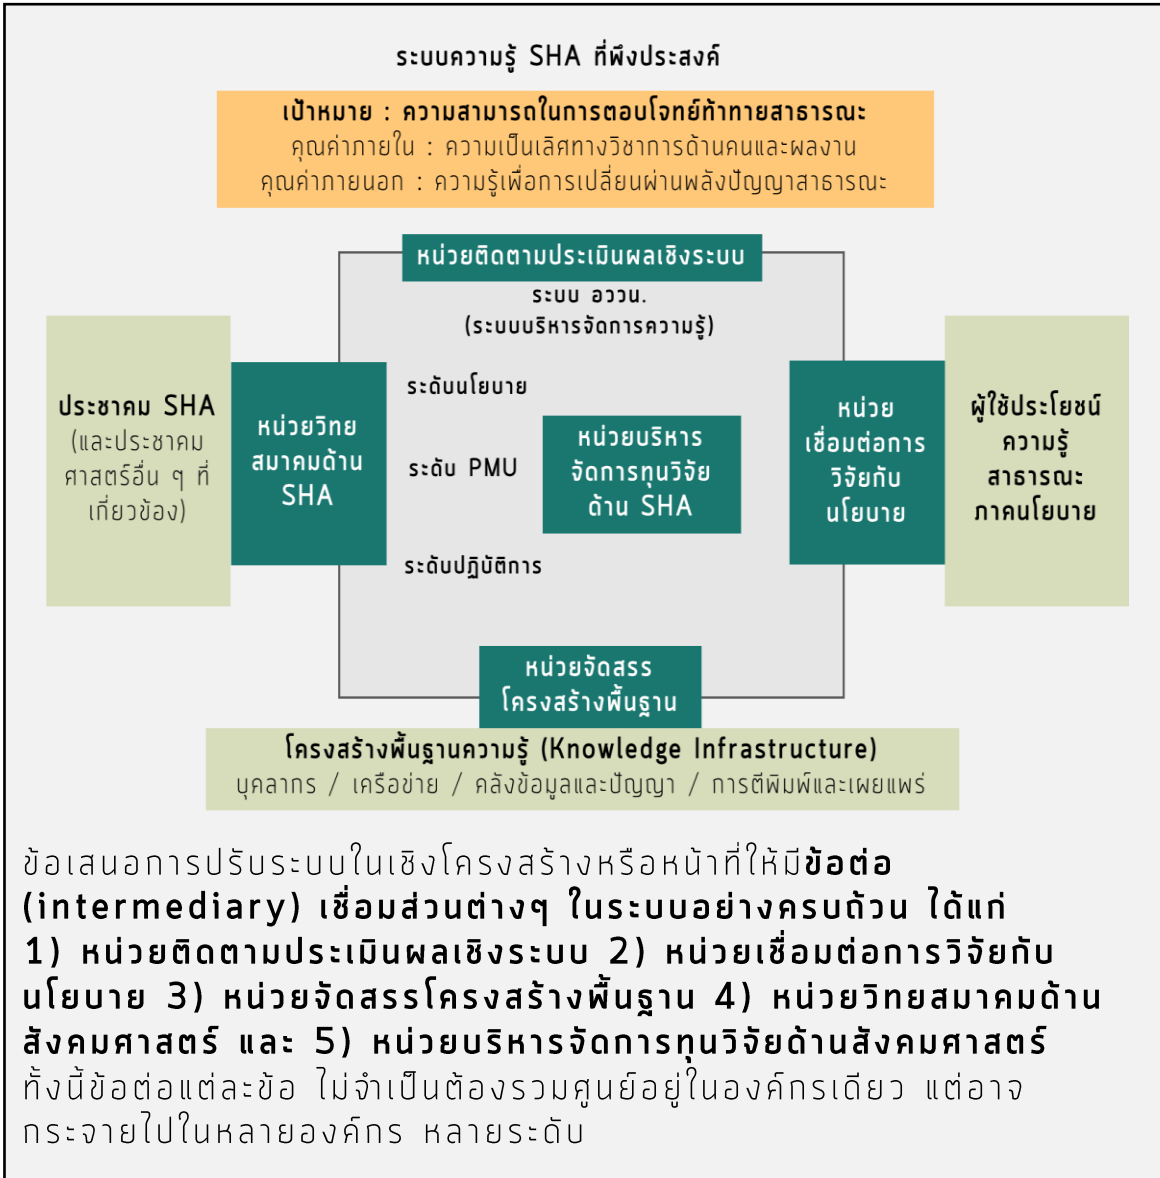 ระบบความรู้ SHA ที่พึงประสงค์
เป้าหมาย : ความสามารถในการตอบโจทย์ท้าทายสาธารณะ
คุณค่าภายใน : ความเป็นเลิศทางวิชาการด้านคนและผลงาน
คุณค่าภายนอก : ความรู้เพื่อการเปลี่ยนผ่านพลังปัญญาสาธารณะ
หน่วยติดตามประเมินผลเชิงระบบ
ระบบ อววน.
(ระบบบริหารจัดการความรู้)
ประชาคม SHA
(และประชาคม
ศาสตร์อื่น ๆ ที่
เกี่ยวข้อง)
หน่วยวิทย
สมาคมด้าน
SHA
ระดับนโยบาย
ระดับ PMU
ระดับปฏิบัติการ
หน่วยบริหาร
จัดการทุนวิจัย
ด้าน SHA
หน่วย
เชื่อมต่อการ
วิจัยกับ
นโยบาย
ผู้ใช้ประโยชน์
ความรู้
สาธารณะ
ภาคนโยบาย
หน่วยจัดสรร
โครงสร้างพื้นฐาน
โครงสร้างพื้นฐานความรู้ (Knowledge Infrastructure)
บุคลากร / เครือข่าย / คลังข้อมูลและปัญญา / การตีพิมพ์และเผยแพร่
ข้อเสนอการปรับระบบในเชิงโครงสร้างหรือหน้าที่ให้มีข้อต่อ
(intermediary) เชื่อมส่วนต่างๆ ในระบบอย่างครบถ้วน ได้แก่
1) หน่วยติดตามประเมินผลเชิงระบบ 2) หน่วยเชื่อมต่อการวิจัยกับ
นโยบาย 3) หน่วยจัดสรรโครงสร้างพื้นฐาน 4) หน่วยวิทยสมาคมด้าน
สังคมศาสตร์ และ 5) หน่วยบริหารจัดการทุนวิจัยด้านสังคมศาสตร์
ทั้งนี้ข้อต่อแต่ละข้อ ไม่จำเป็นต้องรวมศูนย์อยู่ในองค์กรเดียว แต่อาจ
กระจายไปในหลายองค์กร หลายระดับ